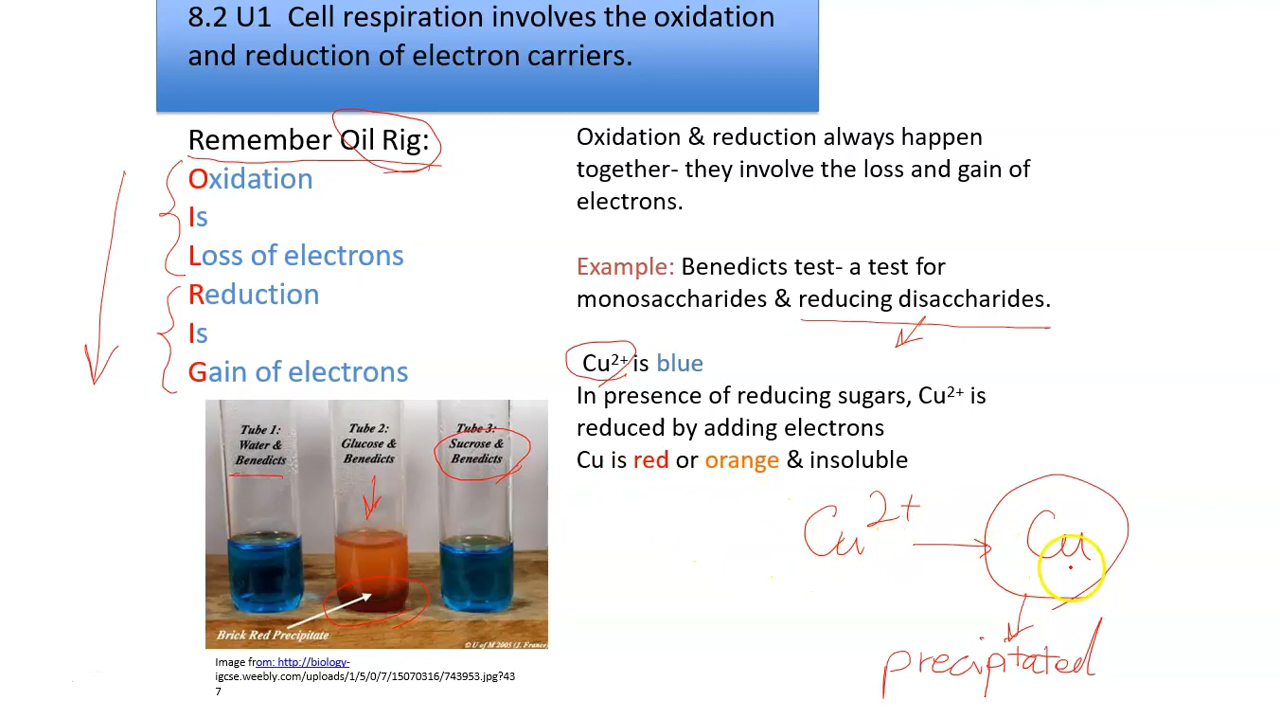 8.2 U1 Cell respiration involves the oxidation
and reduction of electron carriers.
Remember Oil Rig:
Oxidation
Is
Loss of electrons
Reduction
Is
Gain of electrons
Tube 1:
Water &
Benedicts
Tube 2:
Glucose &
Benedicts
Tube 3:
Sucrose &
Benedicts
Brick Red Precipitate
© U of M 2005 (J. France)
Image from: http://biology-
igcse.weebly.com/uploads/1/5/0/7/15070316/743953.jpg?43
7
Oxidation & reduction always happen
together- they involve the loss and gain of
electrons.
Example: Benedicts test- a test for
monosaccharides & reducing disaccharides.
Cu²⁺ is blue
In presence of reducing sugars, Cu²⁺ is
reduced by adding electrons
Cu is red or orange & insoluble
Cu²⁺ → Cu
preciptated